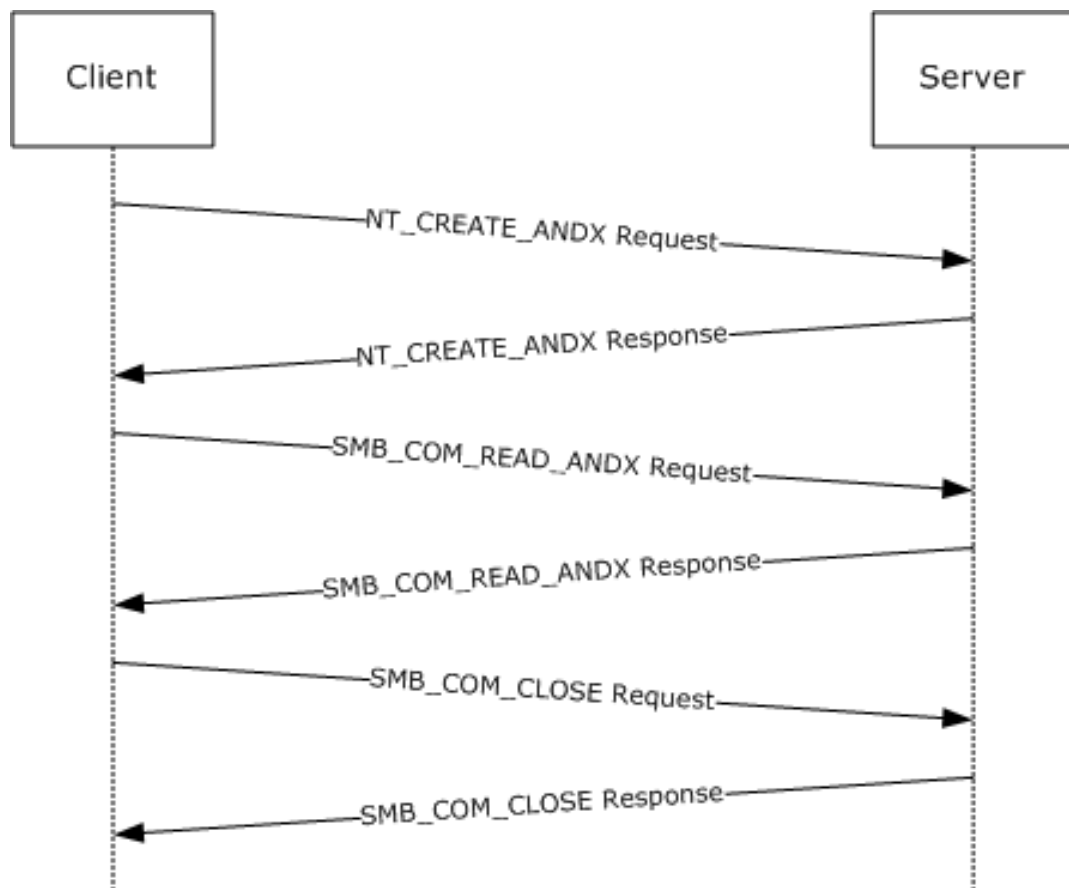 Client
Server
NT_CREATE_ANDX Request
NT_CREATE_ANDX Response
SMB_COM_READ_ANDX Request
SMB_COM_READ_ANDX Response
SMB_COM_CLOSE Request
SMB_COM_CLOSE Response